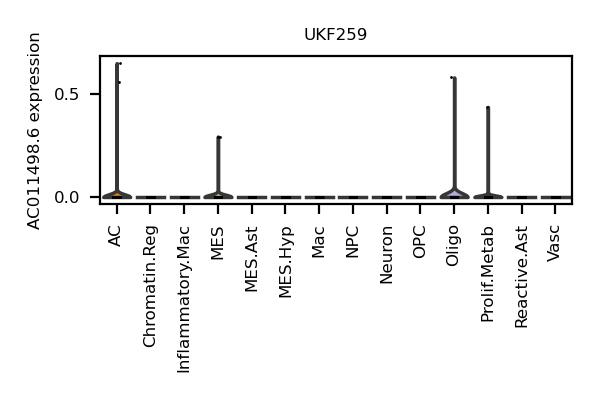 UKF259
AC011498.6 expression
0.5
0.0
AC
Chromatin.Reg
Inflammatory.Mac
MES
MES.Ast
MES.Hyp
Mac
NPC
Neuron
OPC
Oligo
Prolif.Metab
Reactive.Ast
Vasc